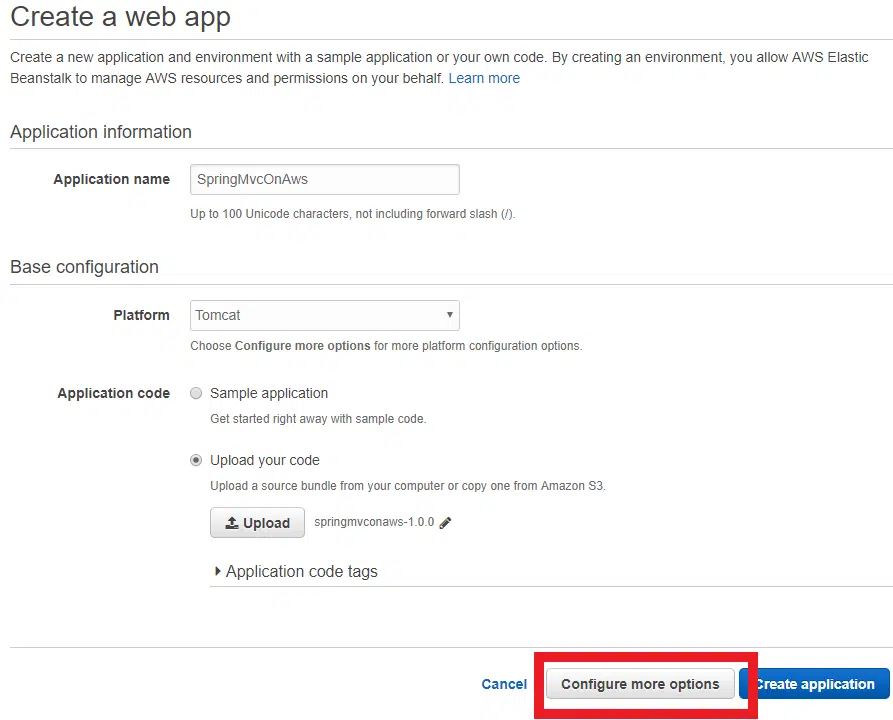 Create a web app
Create a new application and environment with a sample application or your own code. By creating an environment, you allow AWS Elastic
Beanstalk to manage AWS resources and permissions on your behalf. Learn more
Application information
Application name SpringMvcOnAws
Up to 100 Unicode characters, not including forward slash (/).
Base configuration
Platform Tomcat
Choose Configure more options for more platform configuration options.
Application code Sample application
Get started right away with sample code.
Upload your code
Upload a source bundle from your computer or copy one from Amazon S3.
Upload springmvconaws-1.0.0
Application code tags
Cancel Configure more options Create application